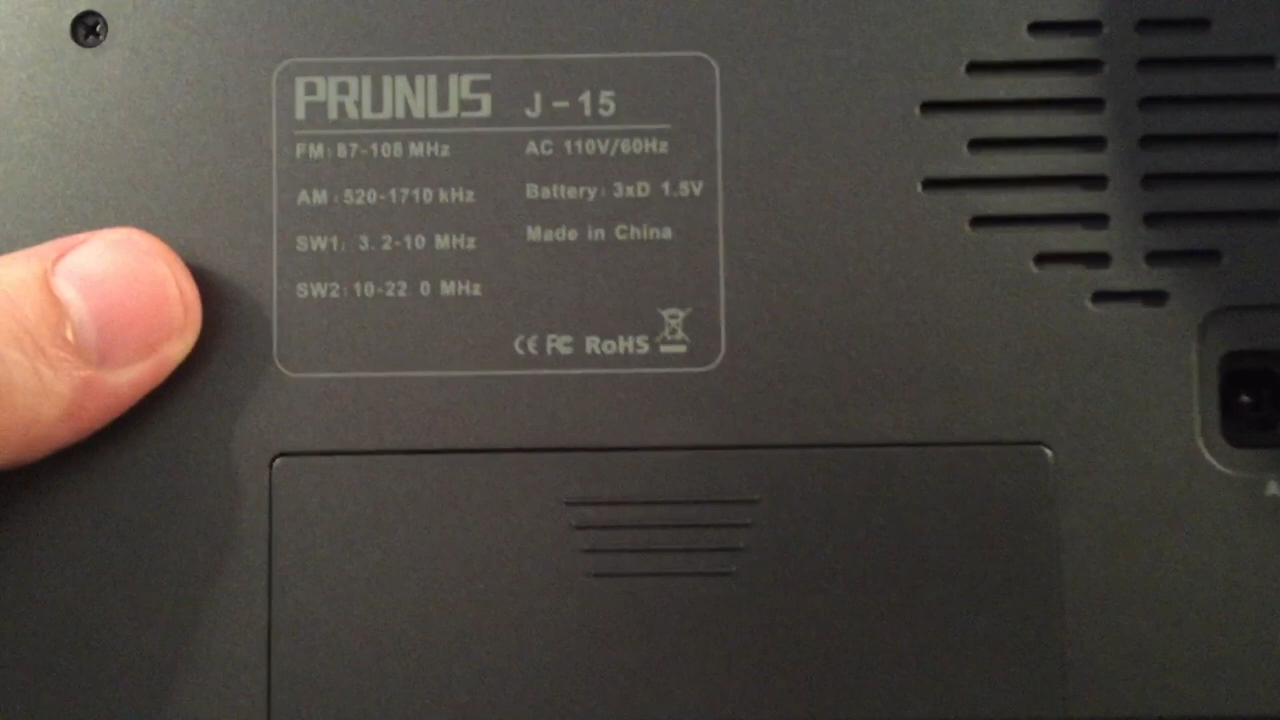 PRUNUS J-15
FM: 87-108 MHz
AC 110V/60Hz
AM: 520-1710 kHz
Battery: 3xD 1.5V
SW1: 3.2-10 MHz
Made in China
SW2: 10-22 0 MHz
CE FC RoHS